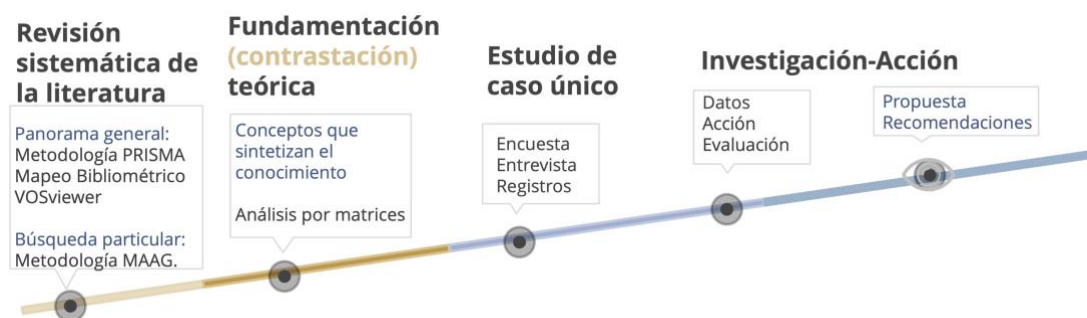 Revisión
sistemática de
la literatura
Panorama general:
Metodología PRISMA
Mapeo Bibliométrico
VOSviewer
Búsqueda particular:
Metodología MAAG.
Fundamentación
(contrastación)
teórica
Conceptos que
sintetizan el
conocimiento
Análisis por matrices
Estudio de
caso único
Encuesta
Entrevista
Registros
Investigación-Acción
Datos
Acción
Evaluación
Propuesta
Recomendaciones